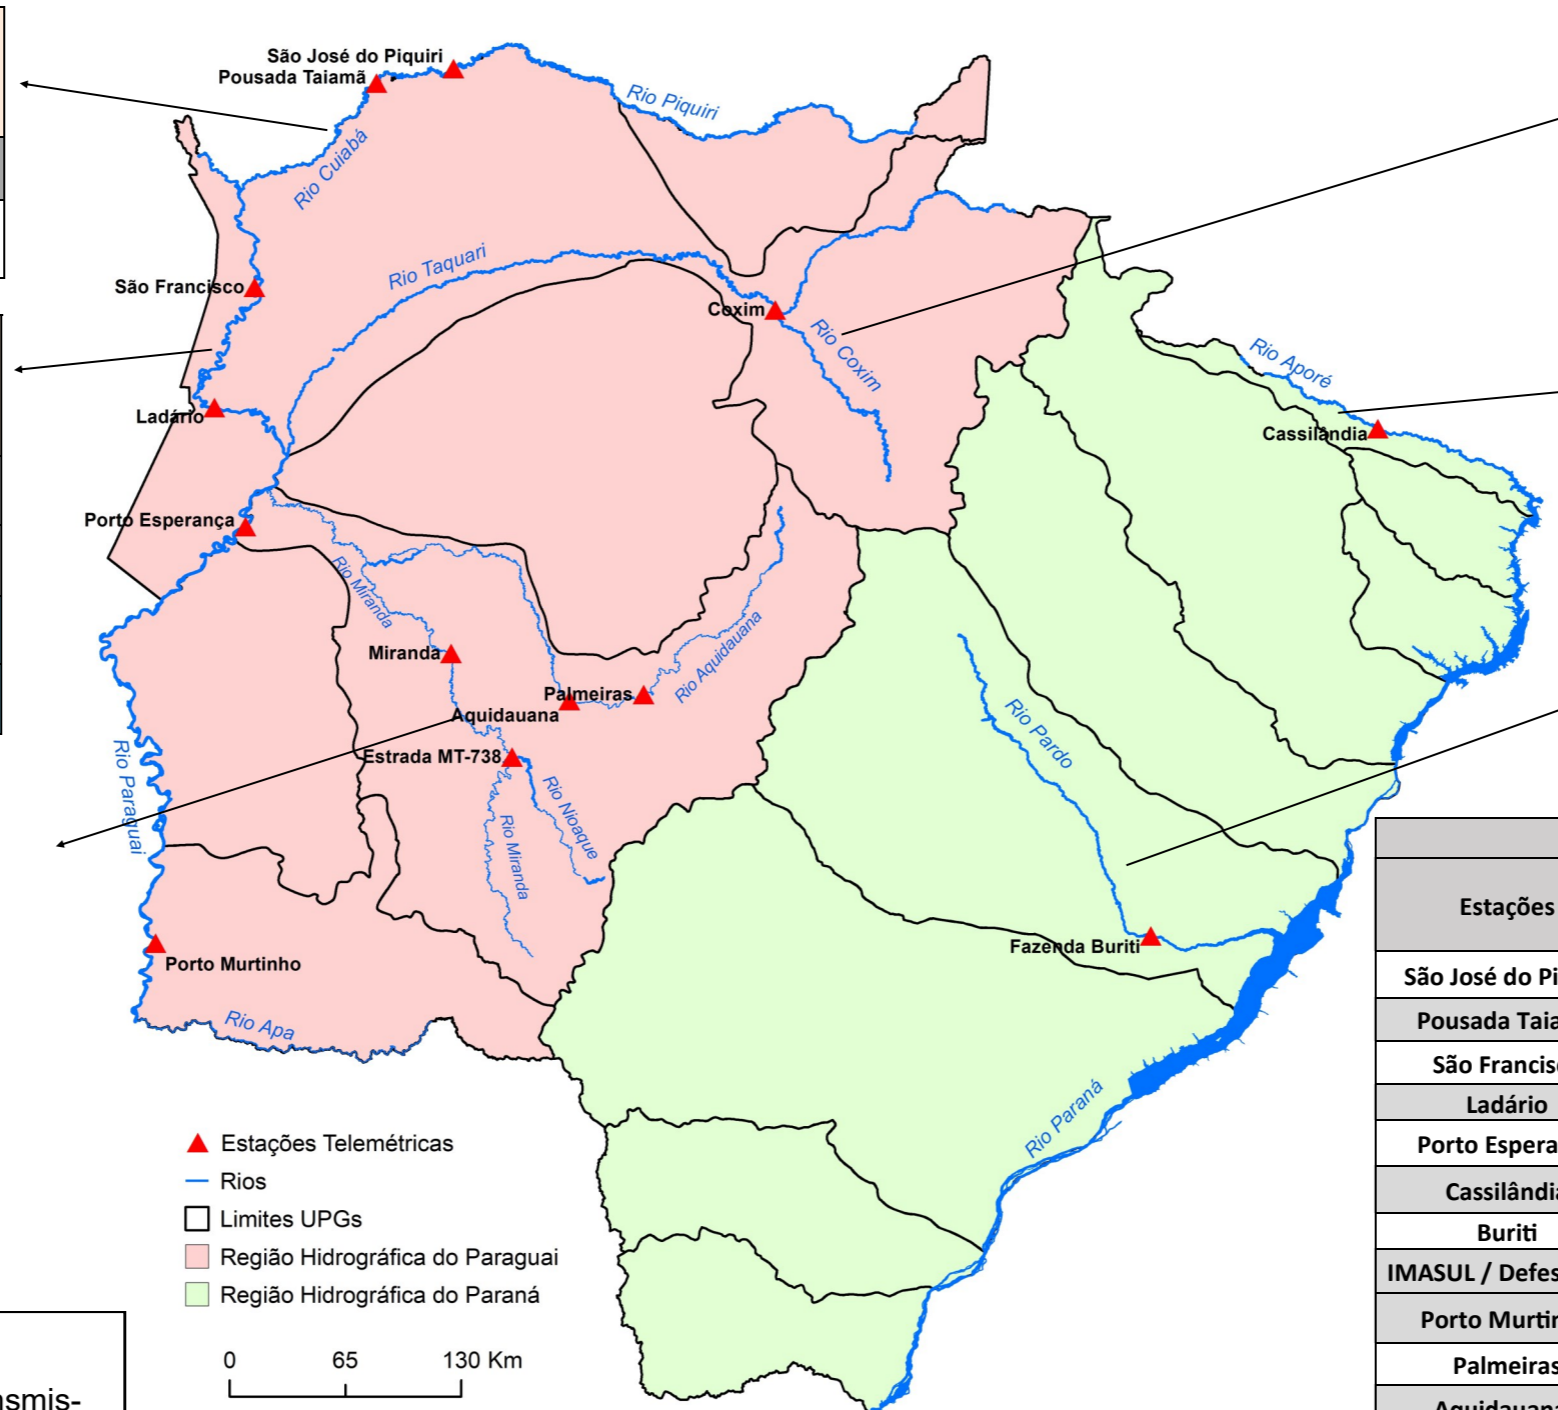 São José do Piquiri
Pousada Taiamã
Rio Piquiri
Rio Cuiabá
São Francisco
Rio Taquari
Coxim
Rio Coxim
Rio Aporé
Ladário
Cassilândia
Porto Esperança
Rio Miranda
Rio Aquidauana
Miranda
Palmeiras
Aquidauana
Rio Pardo
Estrada MT-738
Rio Paraguai
Rio Nioaque
Rio Miranda
Fazenda Buriti
Porto Murtinho
Rio Apa
Rio Paraná
Estações Telemétricas
Rios
Limites UPGs
Região Hidrográfica do Paraguai
Região Hidrográfica do Paraná
0 65 130 Km
nsmis-
Estações
São José do Pi
Pousada Taia
São Francis
Ladário
Porto Espera
Cassilândi
Buriti
IMASUL / Defes
Porto Murti
Palmeiras
Aquidauana